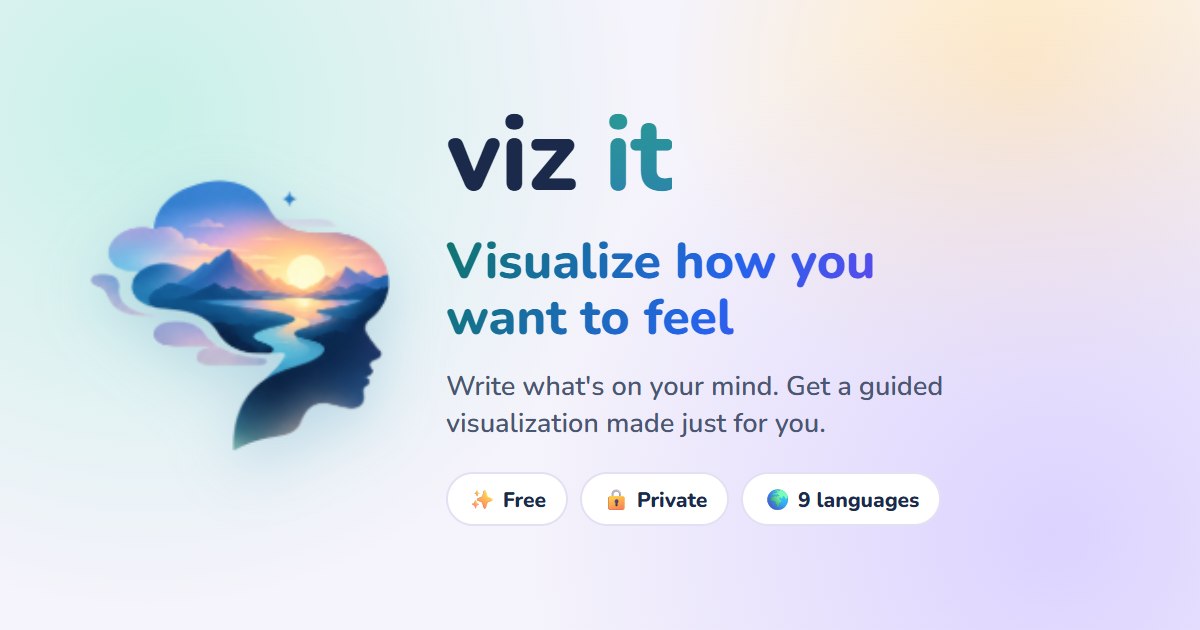 viz it
Visualize how you
want to feel
Write what's on your mind. Get a guided
visualization made just for you.
✨ Free
🔒 Private
🌍 9 languages